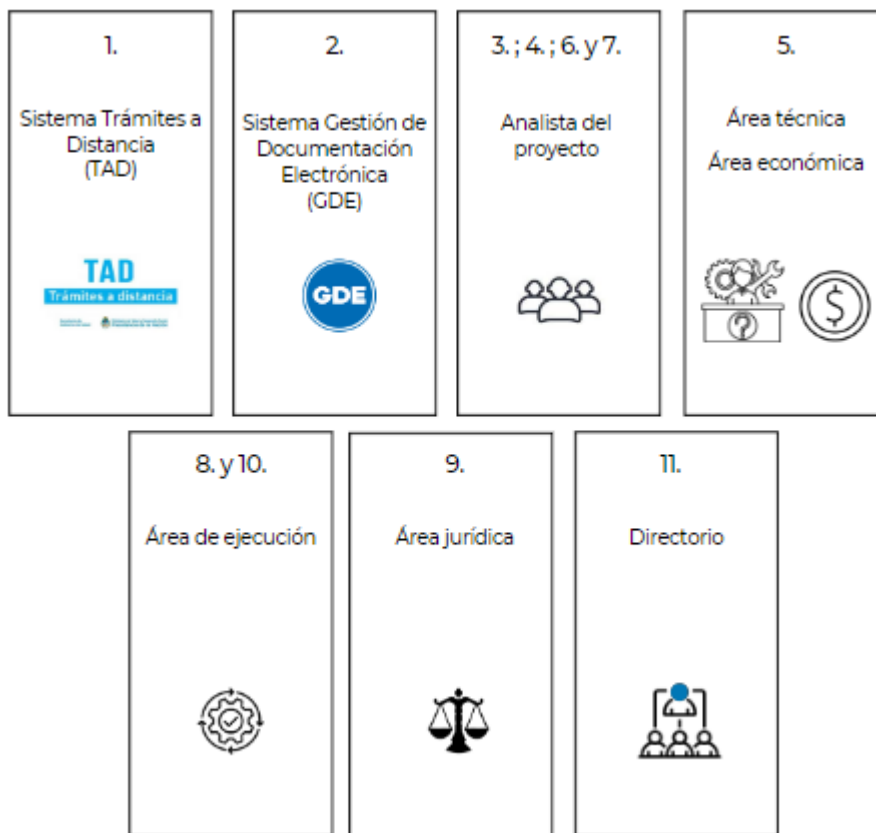 1.
Sistema Trámites a
Distancia
(TAD)
TAD
Trámites a distancia
2.
Sistema Gestión de
Documentación
Electrónica
(GDE)
GDE
3. ; 4. ; 6. y 7.
Analista del
proyecto
5.
Área técnica
Área económica
?
$
8. y 10.
Área de ejecución
9.
Área jurídica
11.
Directorio